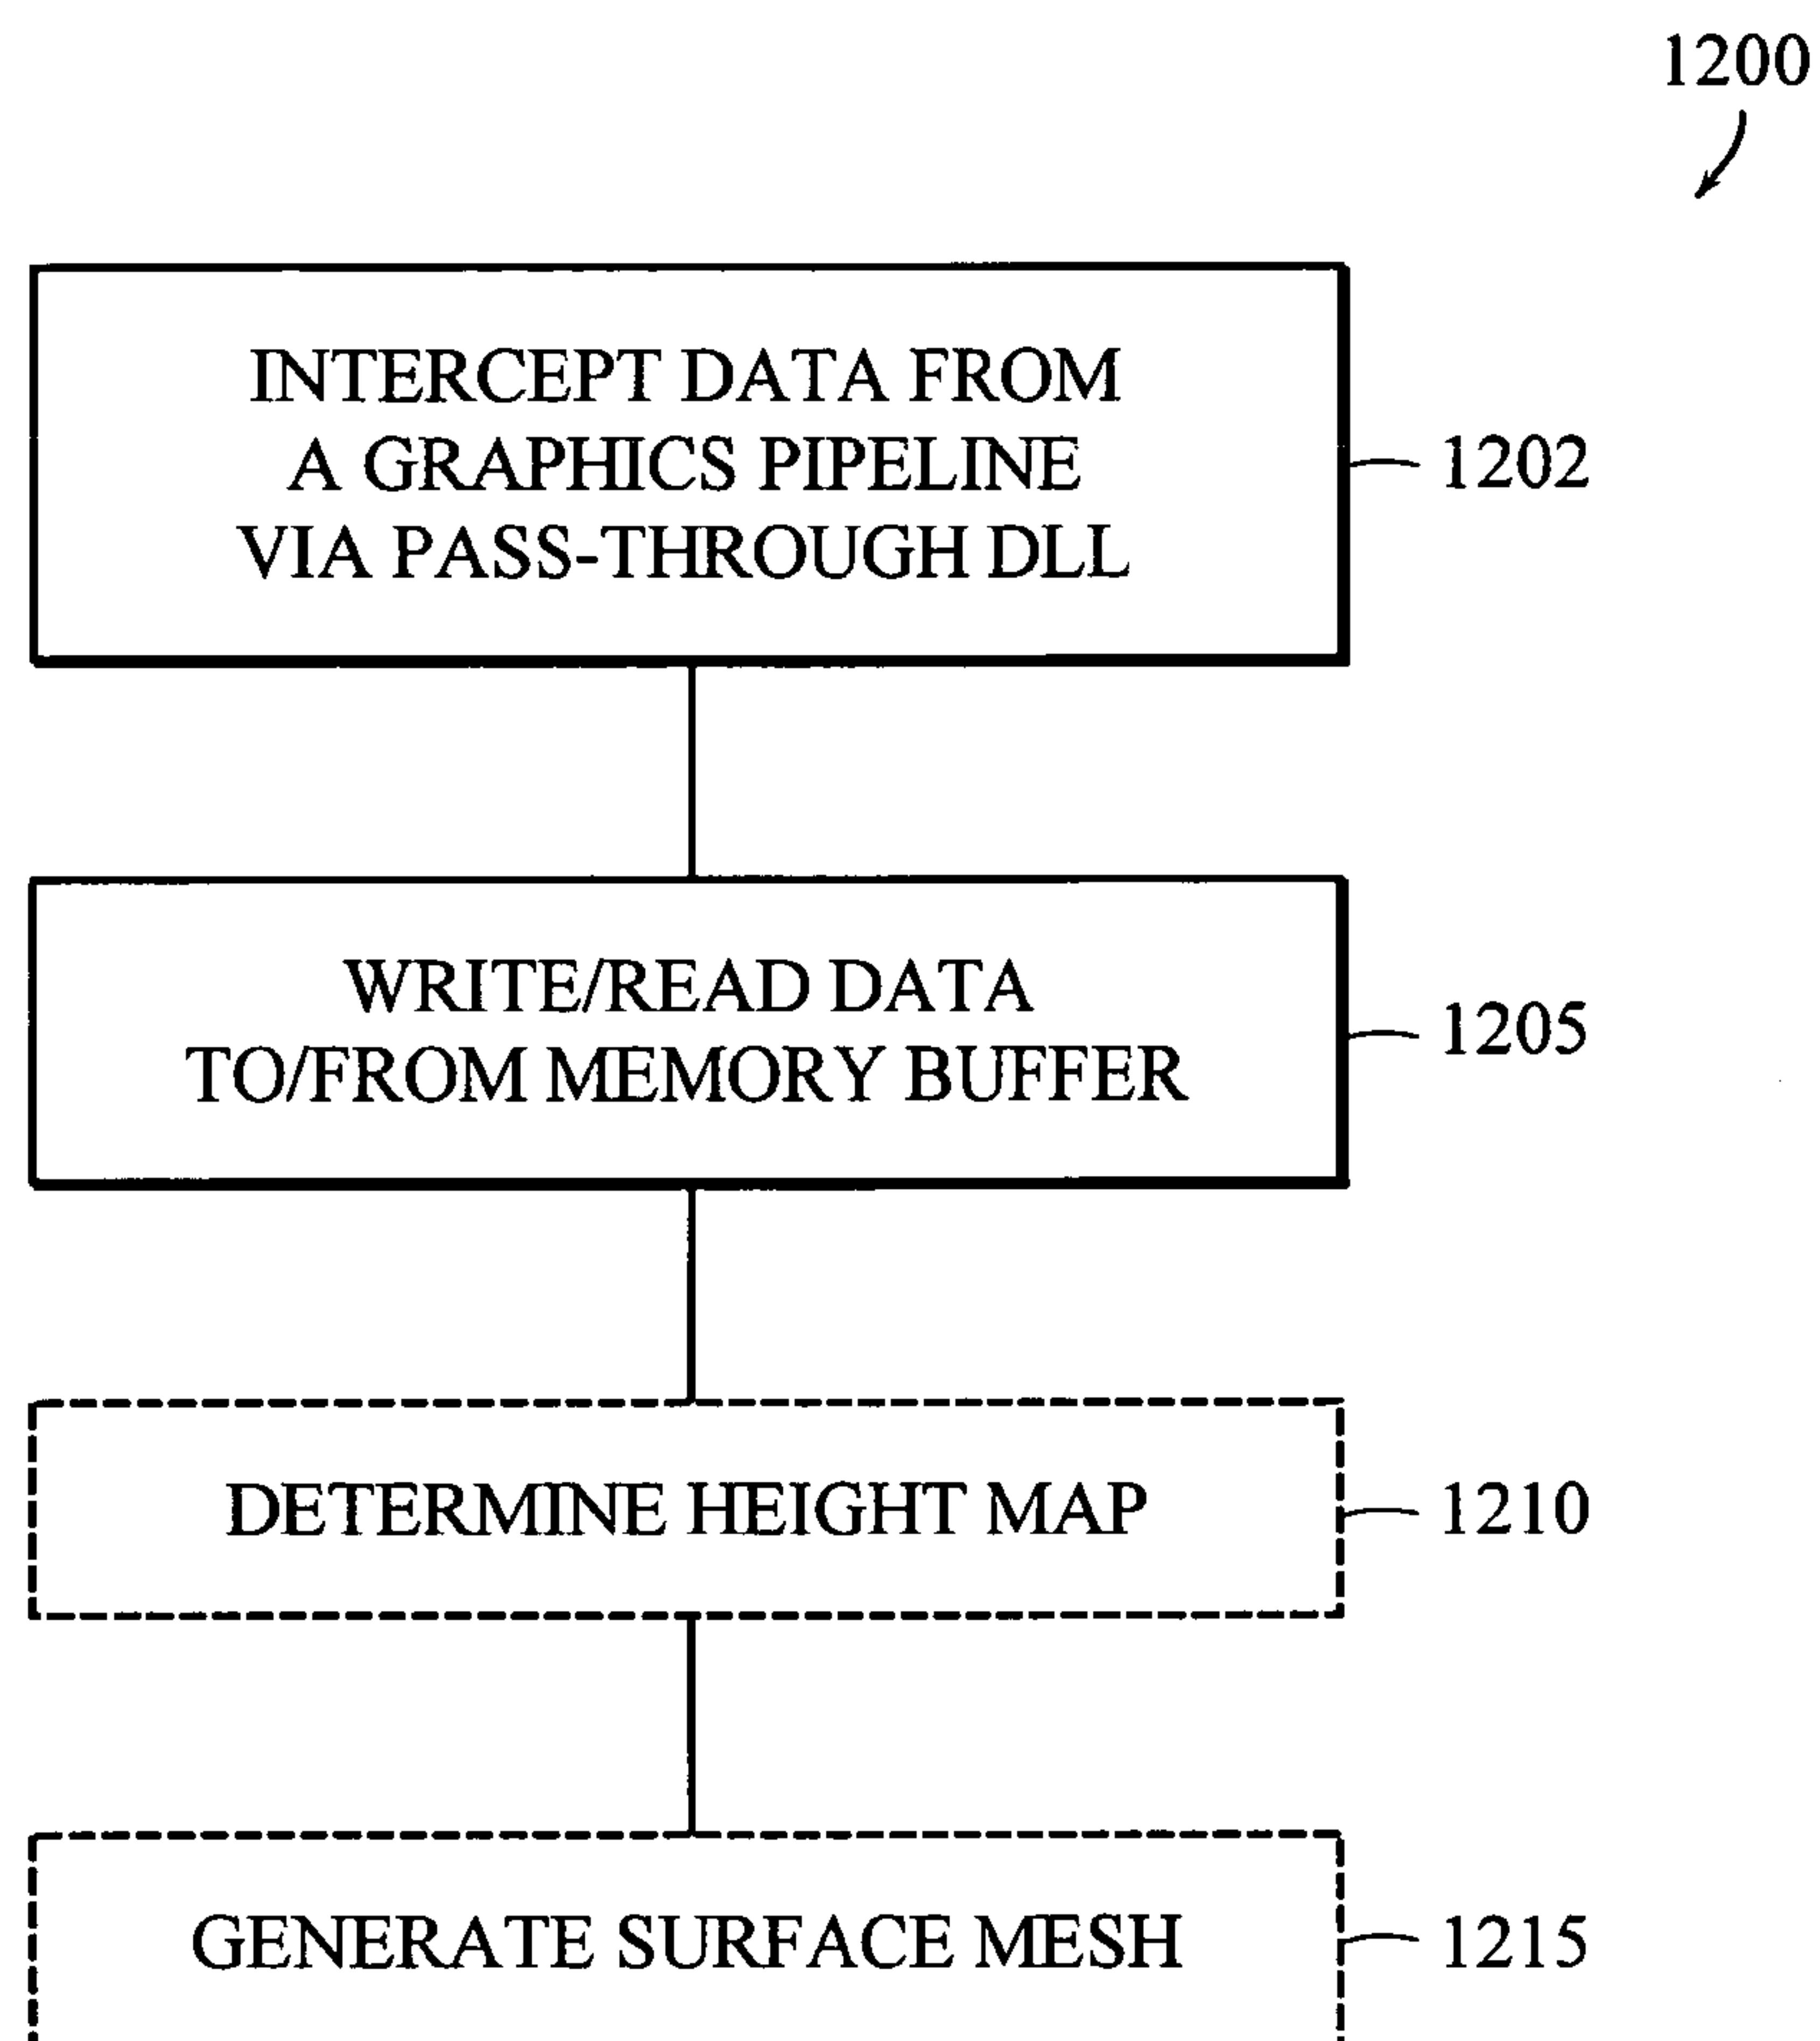 1200
INTERCEPT DATA FROM
A GRAPHICS PIPELINE
VIA PASS-THROUGH DLL
1202
WRITE/READ DATA
TO/FROM MEMORY BUFFER
1205
DETERMINE HEIGHT MAP
1210
GENERATE SURFACE MESH
1215